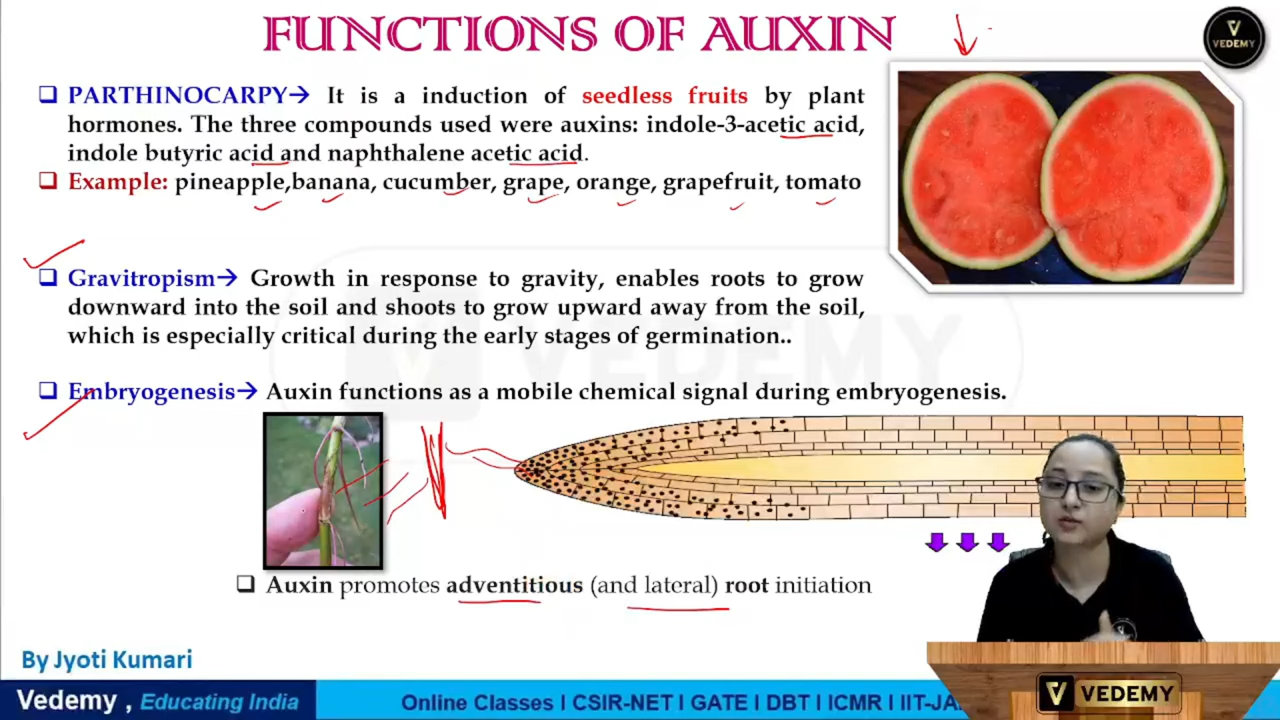 FUNCTIONS OF AUXIN
V
VEDEMY
❑ PARTHINOCARPY→ It is a induction of seedless fruits by plant
hormones. The three compounds used were auxins: indole-3-acetic acid,
indole butyric acid and naphthalene acetic acid.
❑ Example: pineapple,banana, cucumber, grape, orange, grapefruit, tomato
❑ Gravitropism→ Growth in response to gravity, enables roots to grow
downward into the soil and shoots to grow upward away from the soil,
which is especially critical during the early stages of germination..
VEDEMY
❑ Embryogenesis→ Auxin functions as a mobile chemical signal during embryogenesis.
❑ Auxin promotes adventitious (and lateral) root initiation
By Jyoti Kumari
Vedemy , Educating India
Online Classes I CSIR-NET I GATE I DBT I ICMR I IIT-JA
V VEDEMY